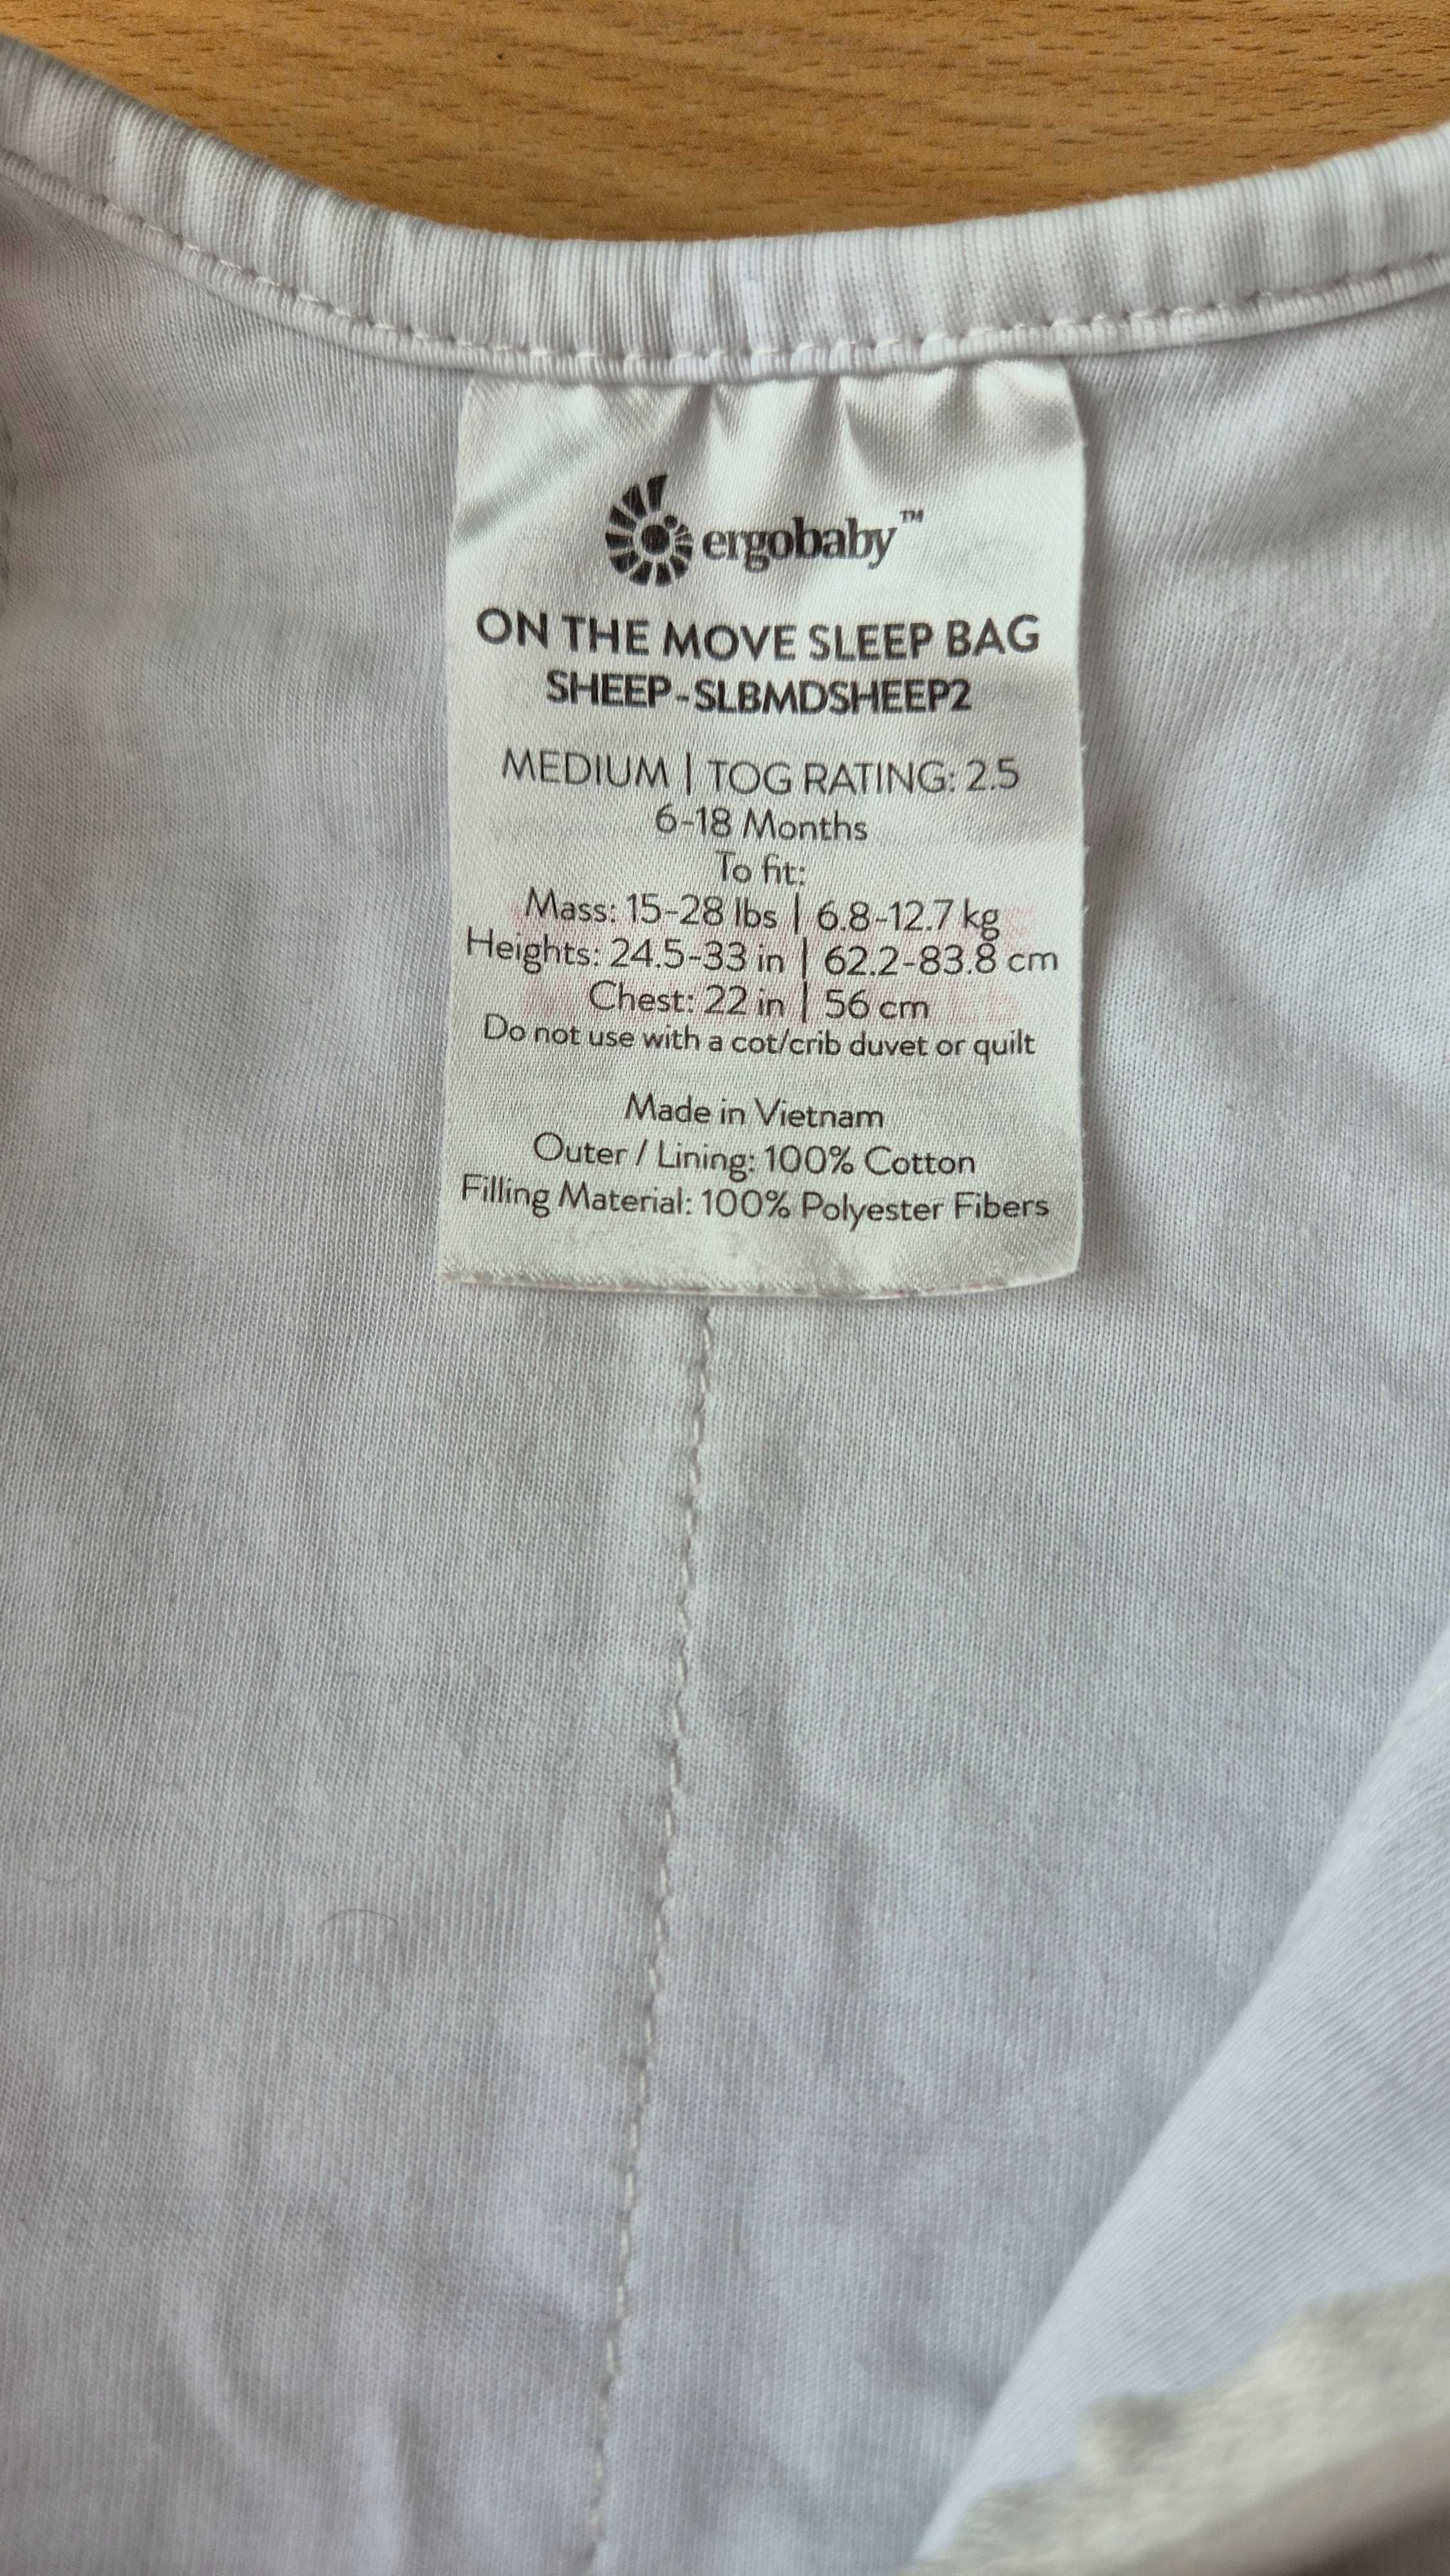 ergobaby™
ON THE MOVE SLEEP BAG
SHEEP-SLBMDSHEEP2
MEDIUM | TOG RATING: 2.5
6-18 Months
To fit:
Mass: 15-28 lbs | 6.8-12.7 kg
Heights: 24.5-33 in | 62.2-83.8 cm
Chest: 22 in | 56 cm
Do not use with a cot/crib duvet or quilt
Made in Vietnam
Outer / Lining: 100% Cotton
Filling Material: 100% Polyester Fibers